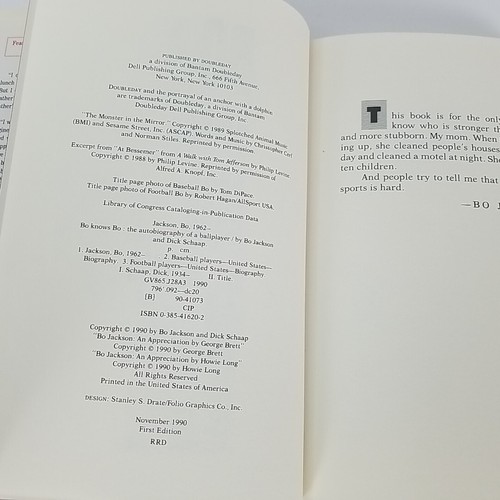 PUBLISHED BY DOUBLEDAY
a division of Bantam Doubleday
Dell Publishing Group, Inc., 666 Fifth Avenue,
New York, New York 10103
DOUBLEDAY and the portrayal of an anchor with a dolphin
are trademarks of Doubleday, a division of Bantam
Doubleday Dell Publishing Group, Inc.
"The Monster in the Mirror." Copyright © 1989 Splotched Animal Music
(BMI) and Sesame Street, Inc. (ASCAP). Words and Music by Christopher Cerf
and Norman Stiles. Reprinted by permission.
Excerpt from "At Bessemer" from A Walk with Tom Jefferson by Philip Levine.
Copyright © 1988 by Philip Levine. Reprinted by permission of
Alfred A. Knopf, Inc.
Title page photo of Baseball Bo by Tom DiPace.
Title page photo of Football Bo by Robert Hagan/AllSport USA.
Library of Congress Cataloging-in-Publication Data
Jackson, Bo, 1962–
Bo knows Bo : the autobiography of a ballplayer / by Bo Jackson
and Dick Schaap.
p. cm.
1. Jackson, Bo, 1962– 2. Baseball players—United States—
Biography. 3. Football players—United States—Biography
I. Schaap, Dick, 1934– II. Title.
GV865.J28A3 1990
796'.092—dc20
[B] 90-41073
CIP
ISBN 0-385-41620-2
Copyright © 1990 by Bo Jackson and Dick Schaap
"Bo Jackson: An Appreciation by George Brett"
Copyright © 1990 by George Brett
"Bo Jackson: An Appreciation by Howie Long"
Copyright © 1990 by Howie Long
All Rights Reserved
Printed in the United States of America
DESIGN: Stanley S. Drate/Folio Graphics Co., Inc
November 1990
First Edition
RRD
This book is for the only
know who is stronger th
and more stubborn. My mom. When
ing up, she cleaned people's houses
day and cleaned a motel at night. She
ten children.
And people try to tell me that
sports is hard.
—BO J